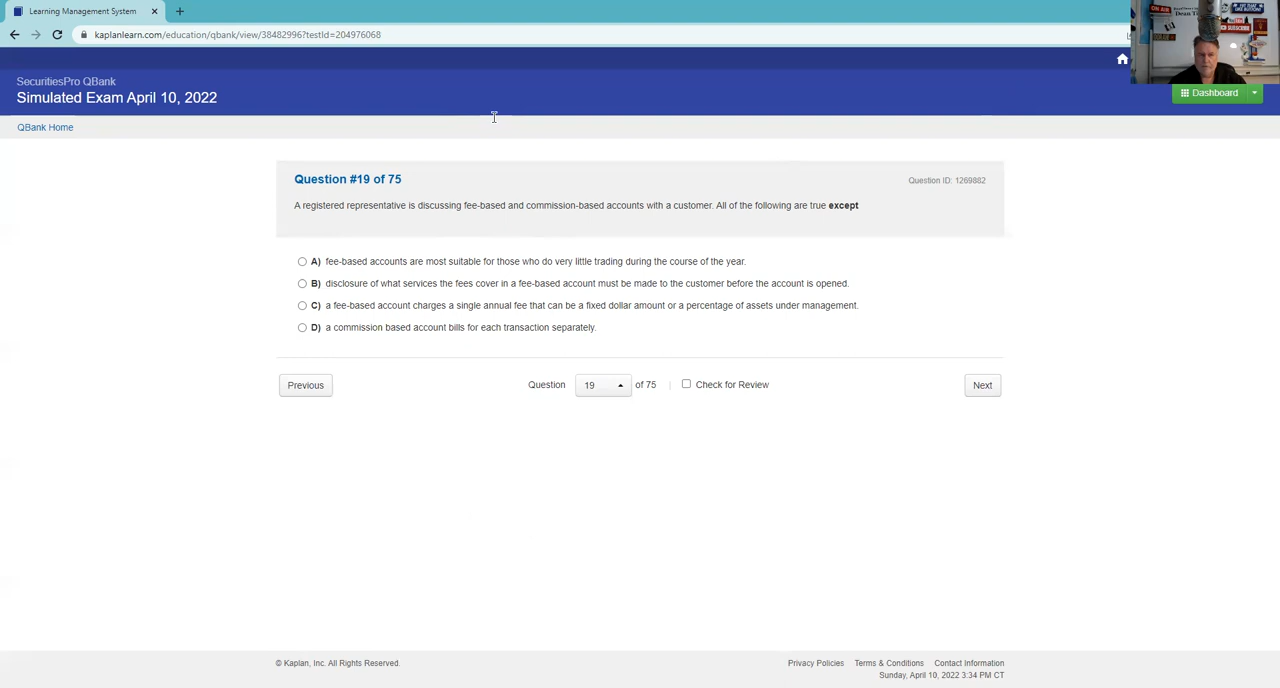 Learning Management System
kaplanlearn.com/education/qbank/view/38482996?testId=204976068
ON AIR
SecuritiesPro QBank
Simulated Exam April 10, 2022
Dashboard
QBank Home
Question #19 of 75
Question ID: 1269882
A registered representative is discussing fee-based and commission-based accounts with a customer. All of the following are true except
A) fee-based accounts are most suitable for those who do very little trading during the course of the year.
B) disclosure of what services the fees cover in a fee-based account must be made to the customer before the account is opened.
C) a fee-based account charges a single annual fee that can be a fixed dollar amount or a percentage of assets under management.
D) a commission based account bills for each transaction separately.
Previous
Question 19 of 75 | Check for Review
Next
© Kaplan, Inc. All Rights Reserved.
Privacy Policies Terms & Conditions Contact Information
Sunday, April 10, 2022 3:34 PM CT